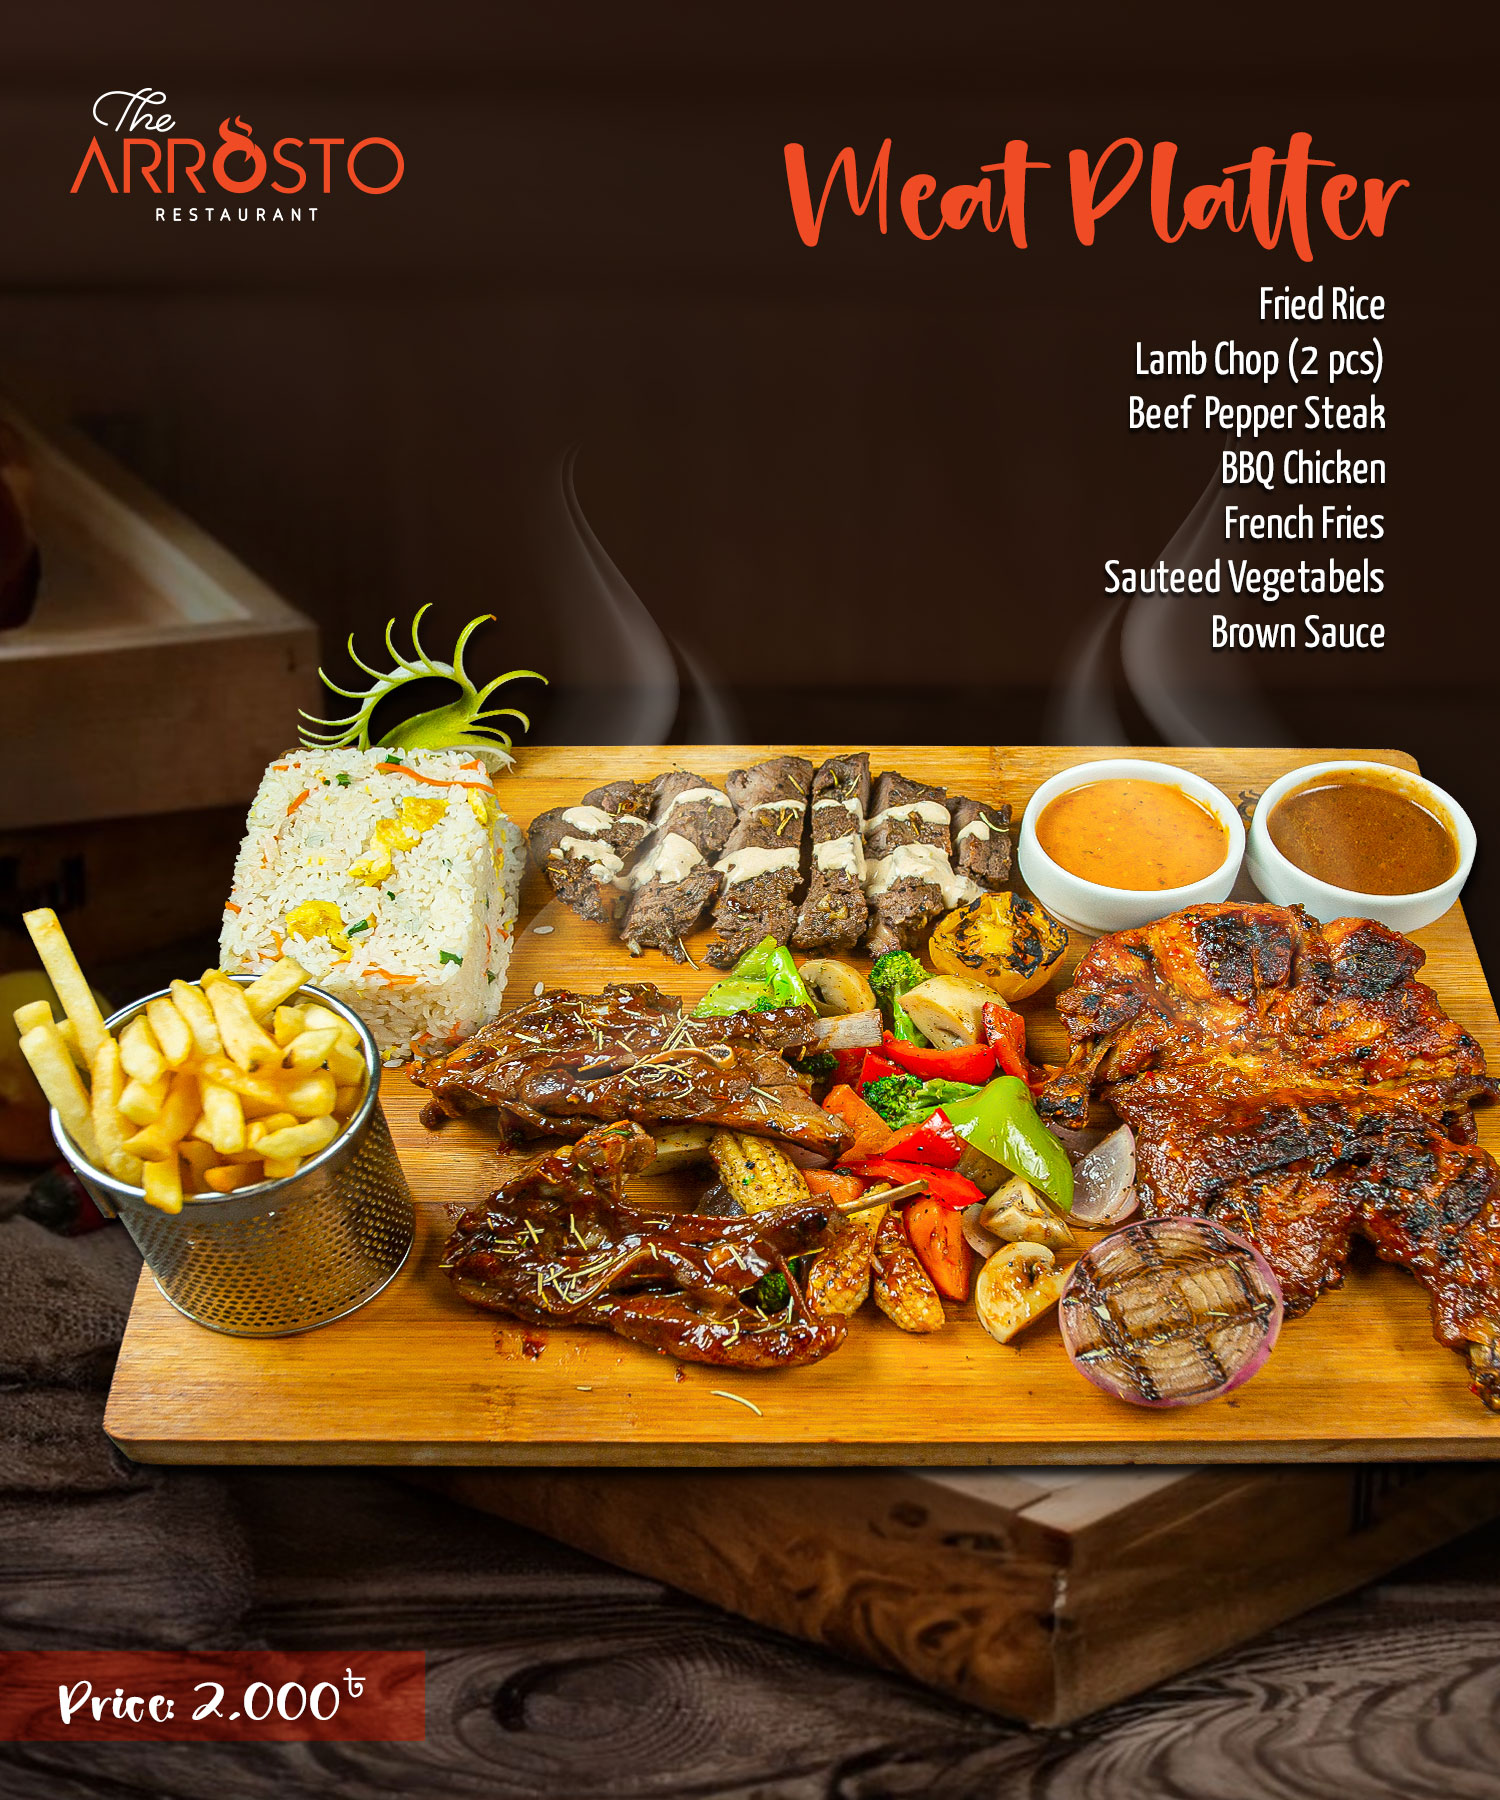 The
ARROSTO
RESTAURANT
Meat Platter
Fried Rice
Lamb Chop (2 pcs)
Beef Pepper Steak
BBQ Chicken
French Fries
Sauteed Vegetabels
Brown Sauce
Price: 2.000৳